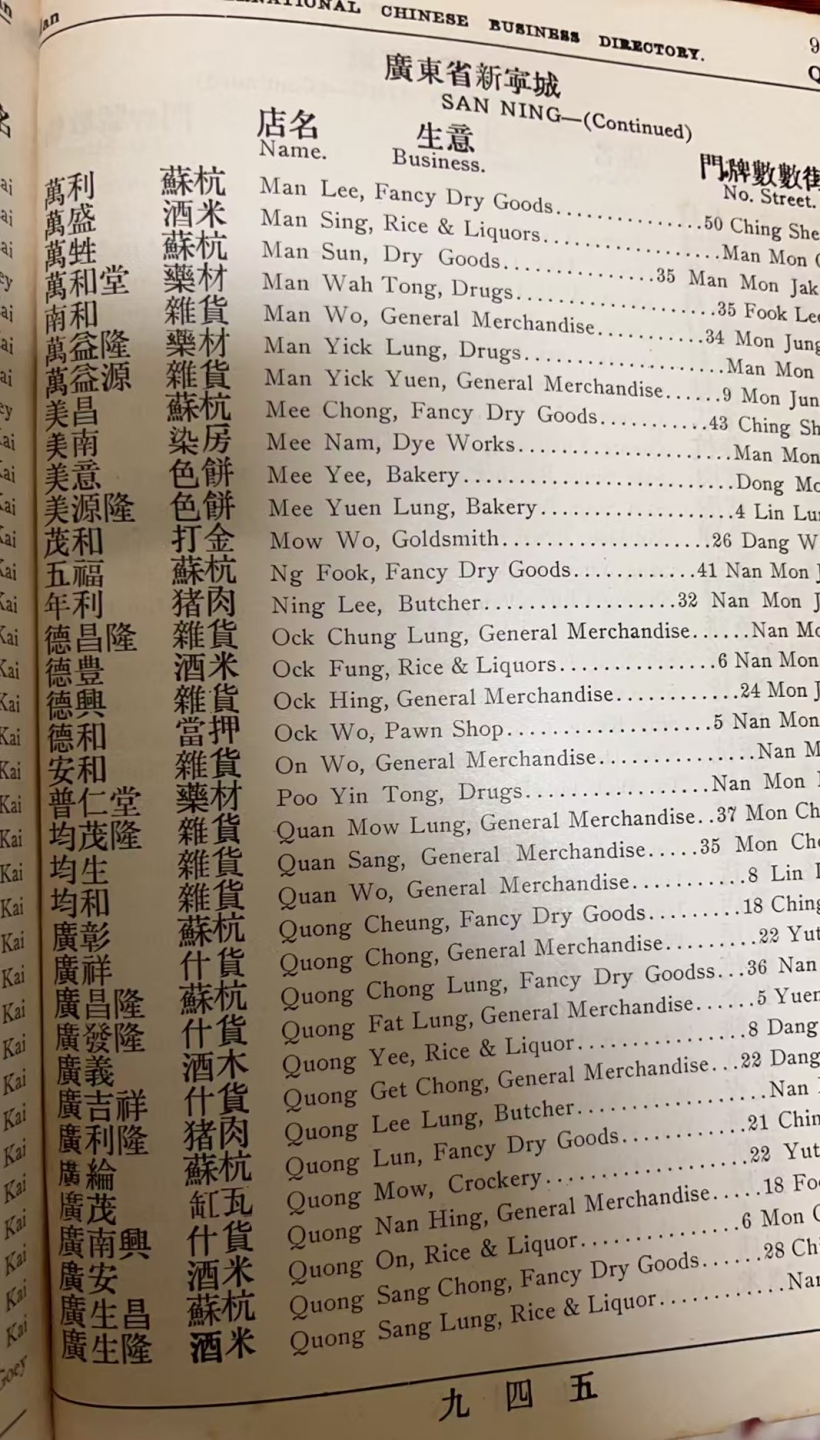 INTERNATIONAL CHINESE BUSINESS DIRECTORY. 9
廣東省新寧城
SAN NING—(Continued)
店名 生意 門牌數數街
Name. Business. No. Street.
萬利 蘇杭 Man Lee, Fancy Dry Goods...............50 Ching She
萬盛 酒米 Man Sing, Rice & Liquors..................Man Mon
萬甡 蘇杭 Man Sun, Dry Goods...............35 Man Mon Jak
萬和堂 藥材 Man Wah Tong, Drugs....................35 Fook Lee
南和 雜貨 Man Wo, General Merchandise...........34 Mon Jung
萬益隆 藥材 Man Yick Lung, Drugs....................Man Mon
萬益源 雜貨 Man Yick Yuen, General Merchandise......9 Mon Jun
美昌 蘇杭 Mee Chong, Fancy Dry Goods..........43 Ching Sh
美南 染房 Mee Nam, Dye Works....................Man Mon
美意 色餅 Mee Yee, Bakery.........................Dong Mo
美源隆 色餅 Mee Yuen Lung, Bakery..................4 Lin Lu
茂和 打金 Mow Wo, Goldsmith...................26 Dang W
五福 蘇杭 Ng Fook, Fancy Dry Goods...........41 Nan Mon J
年利 猪肉 Ning Lee, Butcher.................32 Nan Mon J
德昌隆 雜貨 Ock Chung Lung, General Merchandise......Nan Mo
德豊 酒米 Ock Fung, Rice & Liquors..............6 Nan Mon
德興 雜貨 Ock Hing, General Merchandise...........24 Mon J
德和 當押 Ock Wo, Pawn Shop...................5 Nan Mon
安和 雜貨 On Wo, General Merchandise..............Nan M
普仁堂 藥材 Poo Yin Tong, Drugs.................Nan Mon
均茂隆 雜貨 Quan Mow Lung, General Merchandise..37 Mon Ch
均生 雜貨 Quan Sang, General Merchandise.....35 Mon Ch
均和 雜貨 Quan Wo, General Merchandise..........8 Lin
廣彰 蘇杭 Quong Cheung, Fancy Dry Goods.........18 Ching
廣祥 什貨 Quong Chong, General Merchandise.........22 Yut
廣昌隆 蘇杭 Quong Chong Lung, Fancy Dry Goodss...36 Nan
廣發隆 什貨 Quong Fat Lung, General Merchandise......5 Yuen
廣義 酒木 Quong Yee, Rice & Liquor................8 Dang
廣吉祥 什貨 Quong Get Chong, General Merchandise...22 Dang
廣利隆 猪肉 Quong Lee Lung, Butcher..................Nan
廣綸 蘇杭 Quong Lun, Fancy Dry Goods............21 Chin
廣茂 缸瓦 Quong Mow, Crockery...................22 Yut
廣南興 什貨 Quong Nan Hing, General Merchandise.....18 Fo
廣安 酒米 Quong On, Rice & Liquor...............6 Mon
廣生昌 蘇杭 Quong Sang Chong, Fancy Dry Goods......28 Ch
廣生隆 酒米 Quong Sang Lung, Rice & Liquor...........Nan
九四五